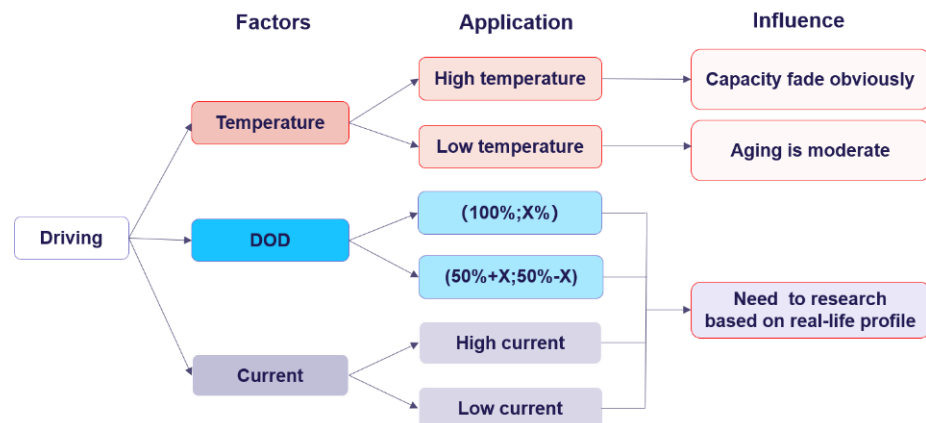 Factors
Application
Influence
High temperature
Capacity fade obviously
Temperature
Low temperature
Aging is moderate
(100%;X%)
Driving
DOD
(50%+X;50%-X)
Need to research
based on real-life profile
High current
Current
Low current